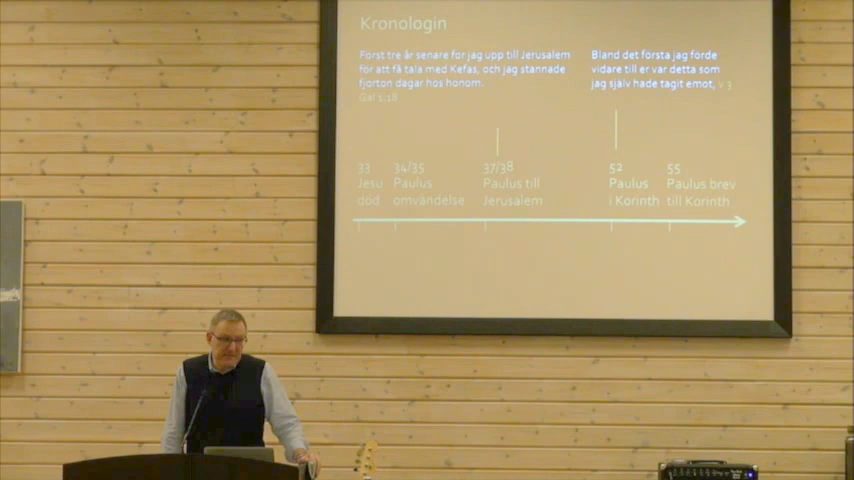 Kronologin
Först tre år senare for jag upp till Jerusalem
för att få tala med Kefas, och jag stannade
fjorton dagar hos honom.
Gal 1:18
Bland det första jag förde
vidare till er var detta som
jag själv hade tagit emot, v 3
33
Jesu
död
34/35
Paulus
omvändelse
37/38
Paulus till
Jerusalem
52
Paulus
i Korinth
55
Paulus brev
till Korinth